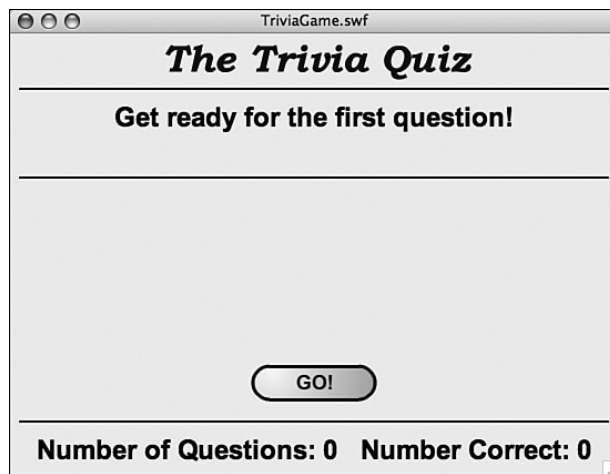 TriviaGame.swf
The Trivia Quiz
Get ready for the first question!
GO!
Number of Questions: 0 Number Correct: 0